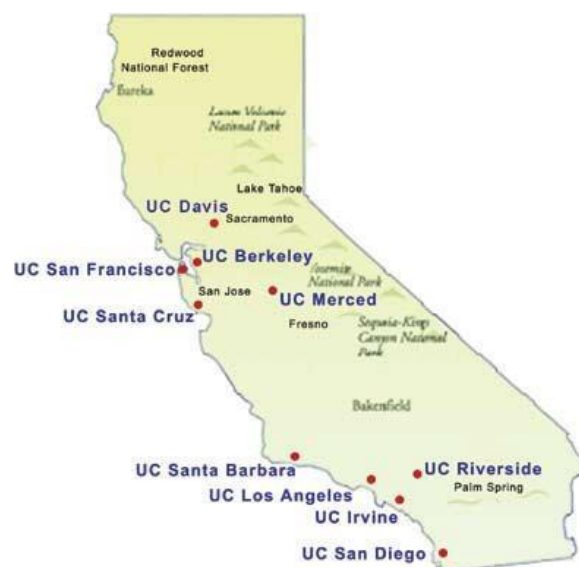 Redwood
National Forest
Eureka
Lassen Volcanic
National Park
Lake Tahoe
UC Davis
Sacramento
UC Berkeley
UC San Francisco
Yosemite
National Park
San Jose
UC Merced
UC Santa Cruz
Fresno
Sequoia-Kings
Canyon National
Park
Bakersfield
UC Santa Barbara
UC Riverside
Palm Spring
UC Los Angeles
UC Irvine
UC San Diego